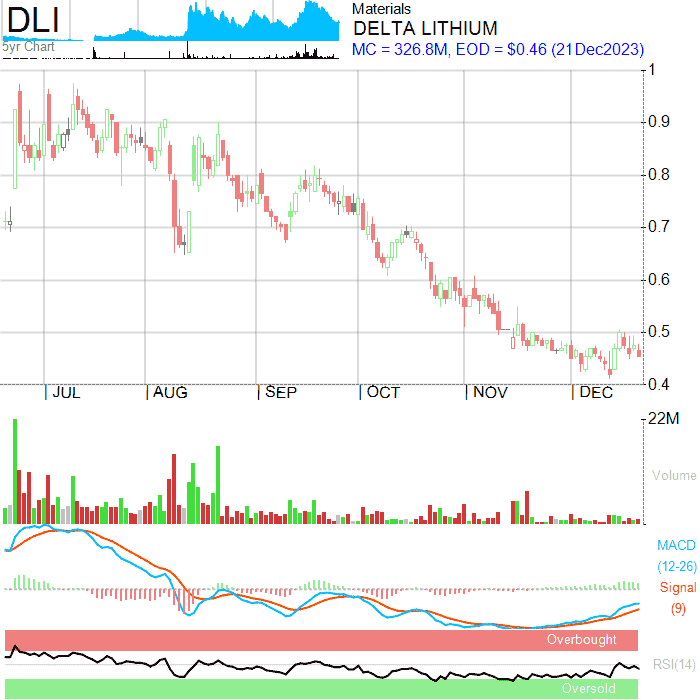 DLI
5yr Chart
Materials
DELTA LITHIUM
MC = 326.8M, EOD = $0.46 (21Dec2023)
1
0.9
0.8
0.7
0.6
0.5
0.4
JUL AUG SEP OCT NOV DEC
22M
Volume
MACD
(12-26)
Signal
(9)
Overbought
RSI(14)
Oversold